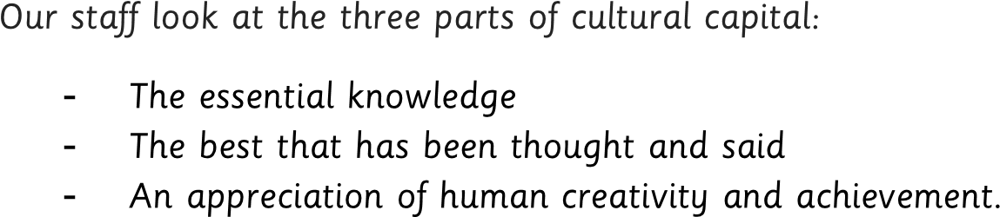 Our staff look at the three parts of cultural capital:
- The essential knowledge
- The best that has been thought and said
- An appreciation of human creativity and achievement.